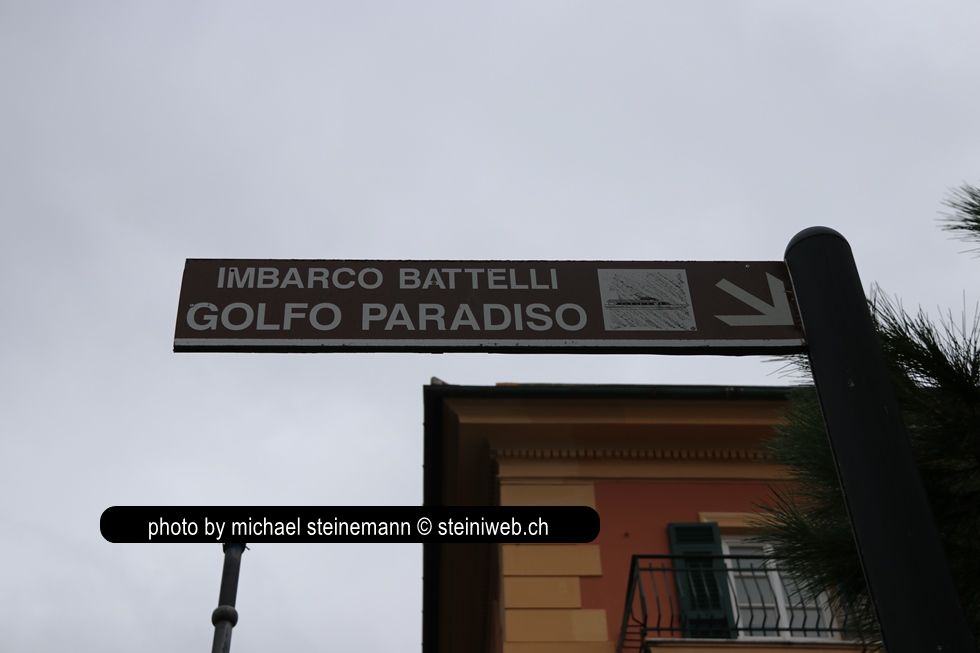 IMBARCO BATTELLI
GOLFO PARADISO
photo by michael steinemann © steiniweb.ch